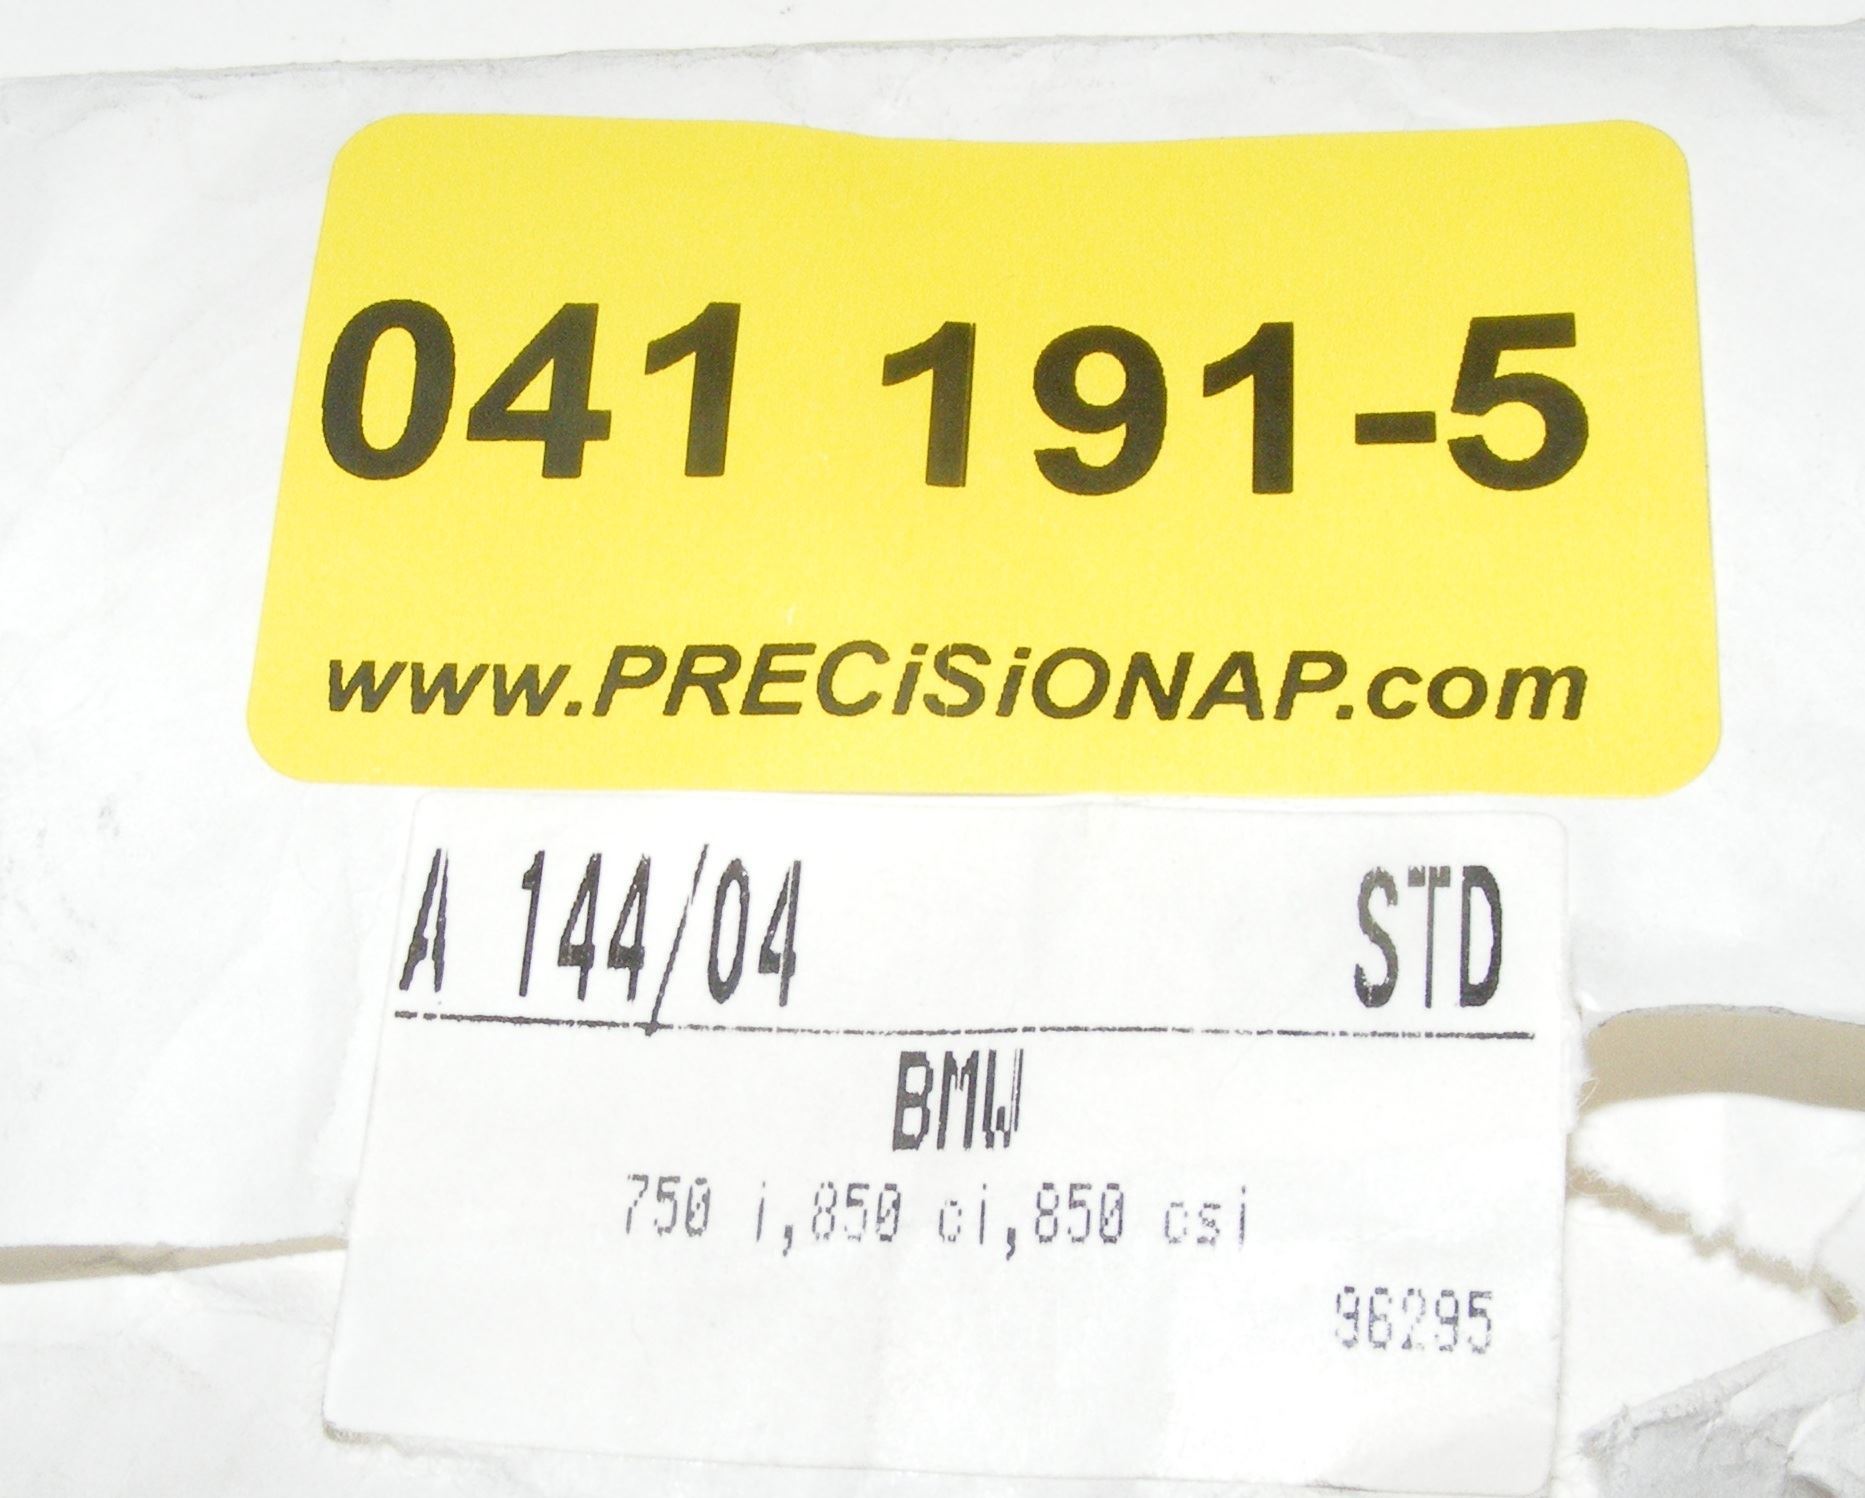 041 191-5
www.PRECiSiONAP.com
A 144/04 STD
BMW
750 i,850 ci,850 csi
96295